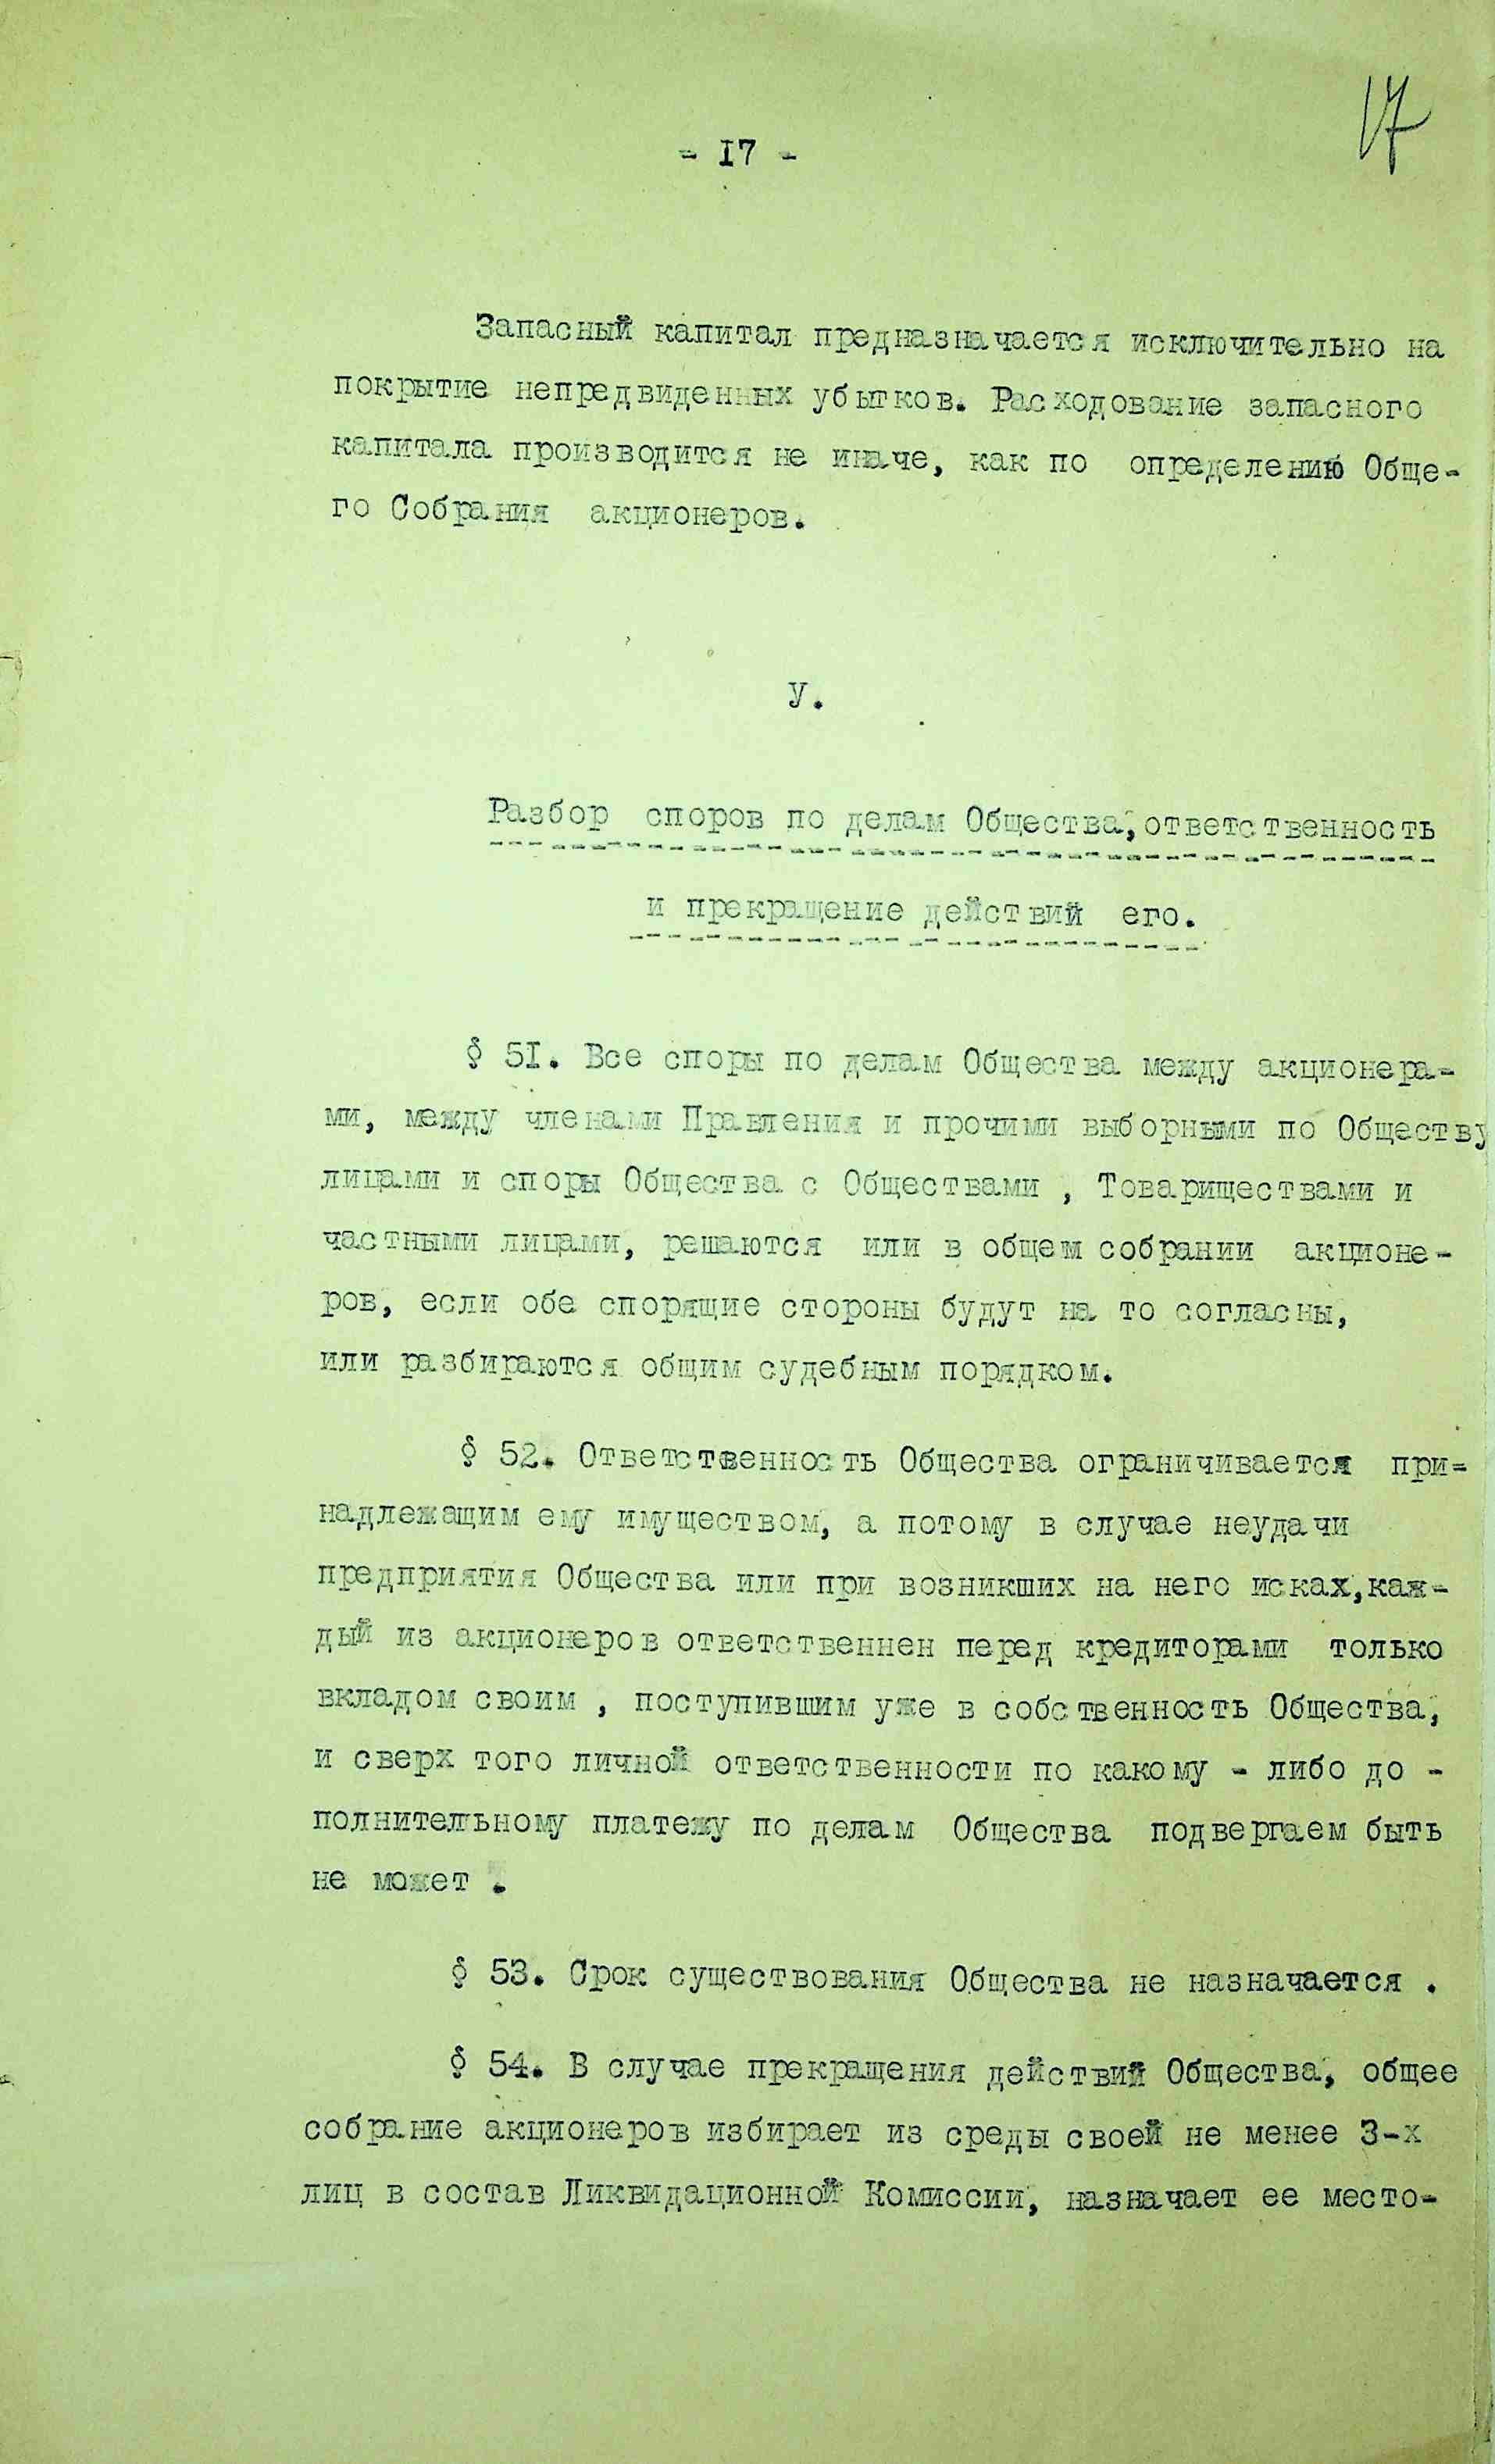 17
- I7 -
Запасный капитал предназначается исключительно на
покрытие непредвиденных убытков. Расходование запасного
капитала производится не иначе, как по определению Обще-
го Собрания акционеров.
У.
Разбор споров по делам Общества, ответственность
и прекращение действий его.
§ 5I. Все споры по делам Общества между акционера-
ми, между членами Правления и прочими выборными по Обществу
лицами и споры Общества с Обществами , Товариществами и
частными лицами, решаются или в общем собрании акционе-
ров, если обе спорящие стороны будут на то согласны,
или разбираются общим судебным порядком.
§ 52. Ответственность Общества ограничивается при=
надлежащим ему имуществом, а потому в случае неудачи
предприятия Общества или при возникших на него исках,каж-
дый из акционеров ответственнен перед кредиторами только
вкладом своим , поступившим уже в собственность Общества,
и сверх того личной ответственности по какому - либо до -
полнительному платежу по делам Общества подвергаем быть
не может .
§ 53. Срок существования Общества не назначается .
§ 54. В случае прекращения действий Общества, общее
собрание акционеров избирает из среды своей не менее 3-х
лиц в состав Ликвидационной Комиссии, назначает ее место-